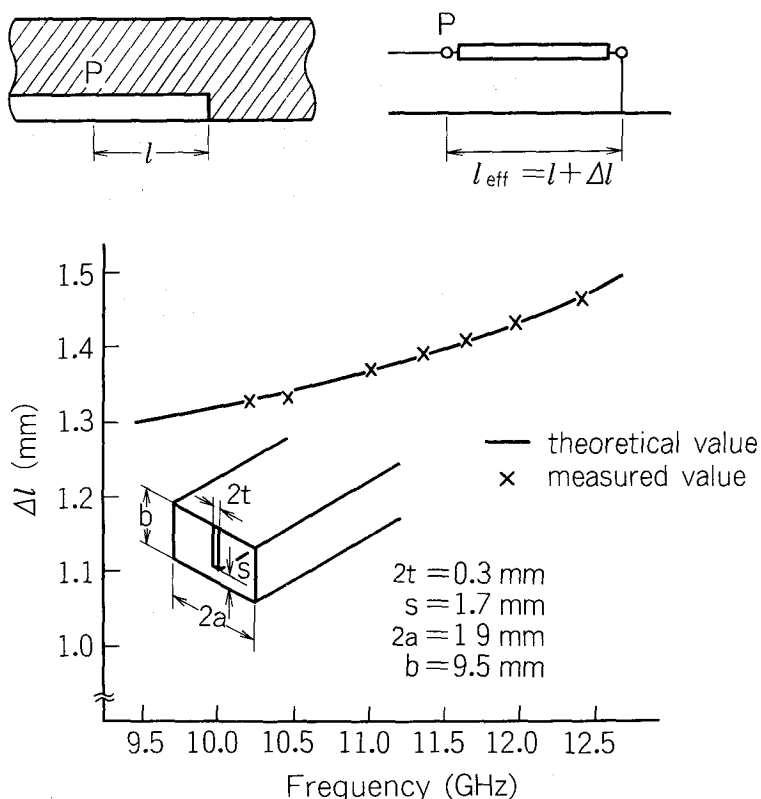 P
l
P
l eff = l + Δl
1.5
1.4
1.3
1.2
1.1
1.0
Δl (mm)
— theoretical value
× measured value
2t
b
s
2a
2t = 0.3 mm
s = 1.7 mm
2a = 1 9 mm
b = 9.5 mm
9.5 10.0 10.5 11.0 11.5 12.0 12.5
Frequency (GHz)